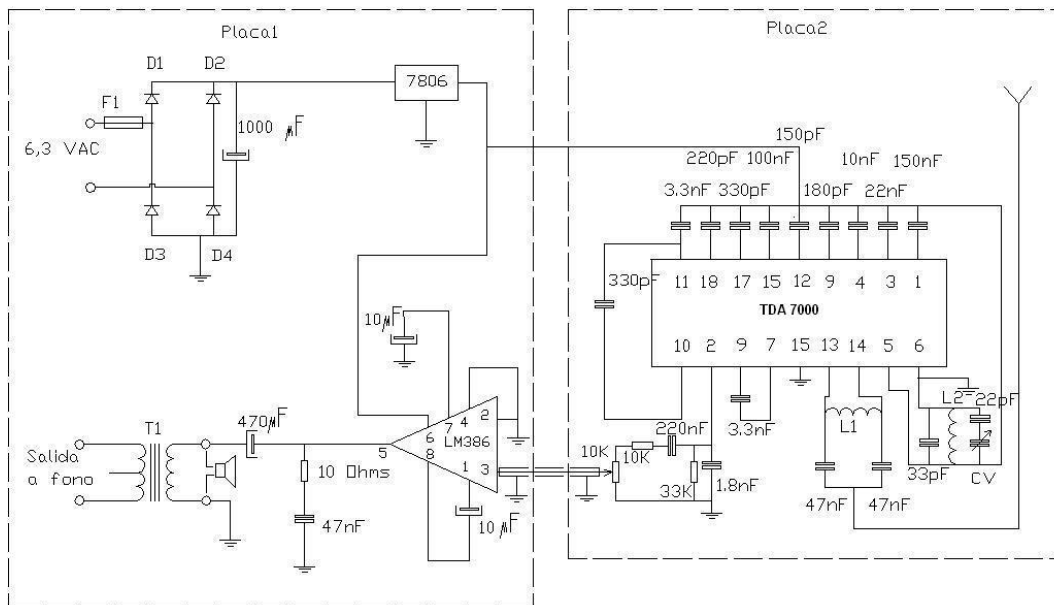 Placa1
Placa2
D1 D2
F1
7806
1000 µF
6,3 VAC
D3 D4
150pF
220pF 100nF 10nF 150nF
3.3nF 330pF 180pF 22nF
330pF
11 18 17 15 12 9 4 3 1
TDA 7000
10 2 9 7 15 13 14 5 6
10µF
7 4 2
6 LM386
5 8
1 3
470µF
T1
Salida
a fono
10 Ohms
47nF
10µF
220nF
3.3nF
10K
10K
33K
1.8nF
L1
L2 22pF
33pF
CV
47nF 47nF